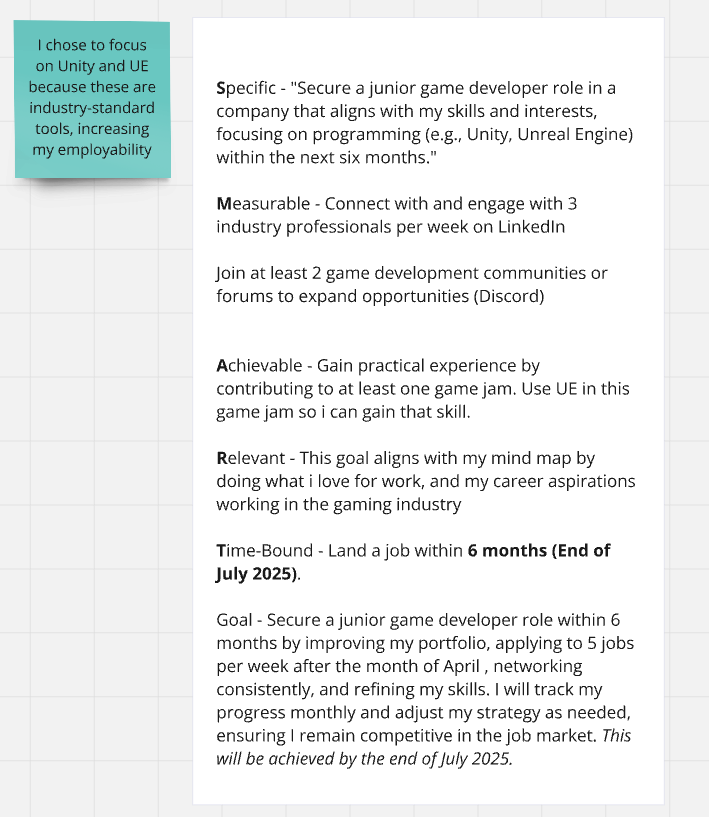 I chose to focus
on Unity and UE
because these are
industry-standard
tools, increasing
my employability
Specific - "Secure a junior game developer role in a
company that aligns with my skills and interests,
focusing on programming (e.g., Unity, Unreal Engine)
within the next six months."
Measurable - Connect with and engage with 3
industry professionals per week on LinkedIn
Join at least 2 game development communities or
forums to expand opportunities (Discord)
Achievable - Gain practical experience by
contributing to at least one game jam. Use UE in this
game jam so i can gain that skill.
Relevant - This goal aligns with my mind map by
doing what i love for work, and my career aspirations
working in the gaming industry
Time-Bound - Land a job within 6 months (End of
July 2025).
Goal - Secure a junior game developer role within 6
months by improving my portfolio, applying to 5 jobs
per week after the month of April , networking
consistently, and refining my skills. I will track my
progress monthly and adjust my strategy as needed,
ensuring I remain competitive in the job market. This
will be achieved by the end of July 2025.